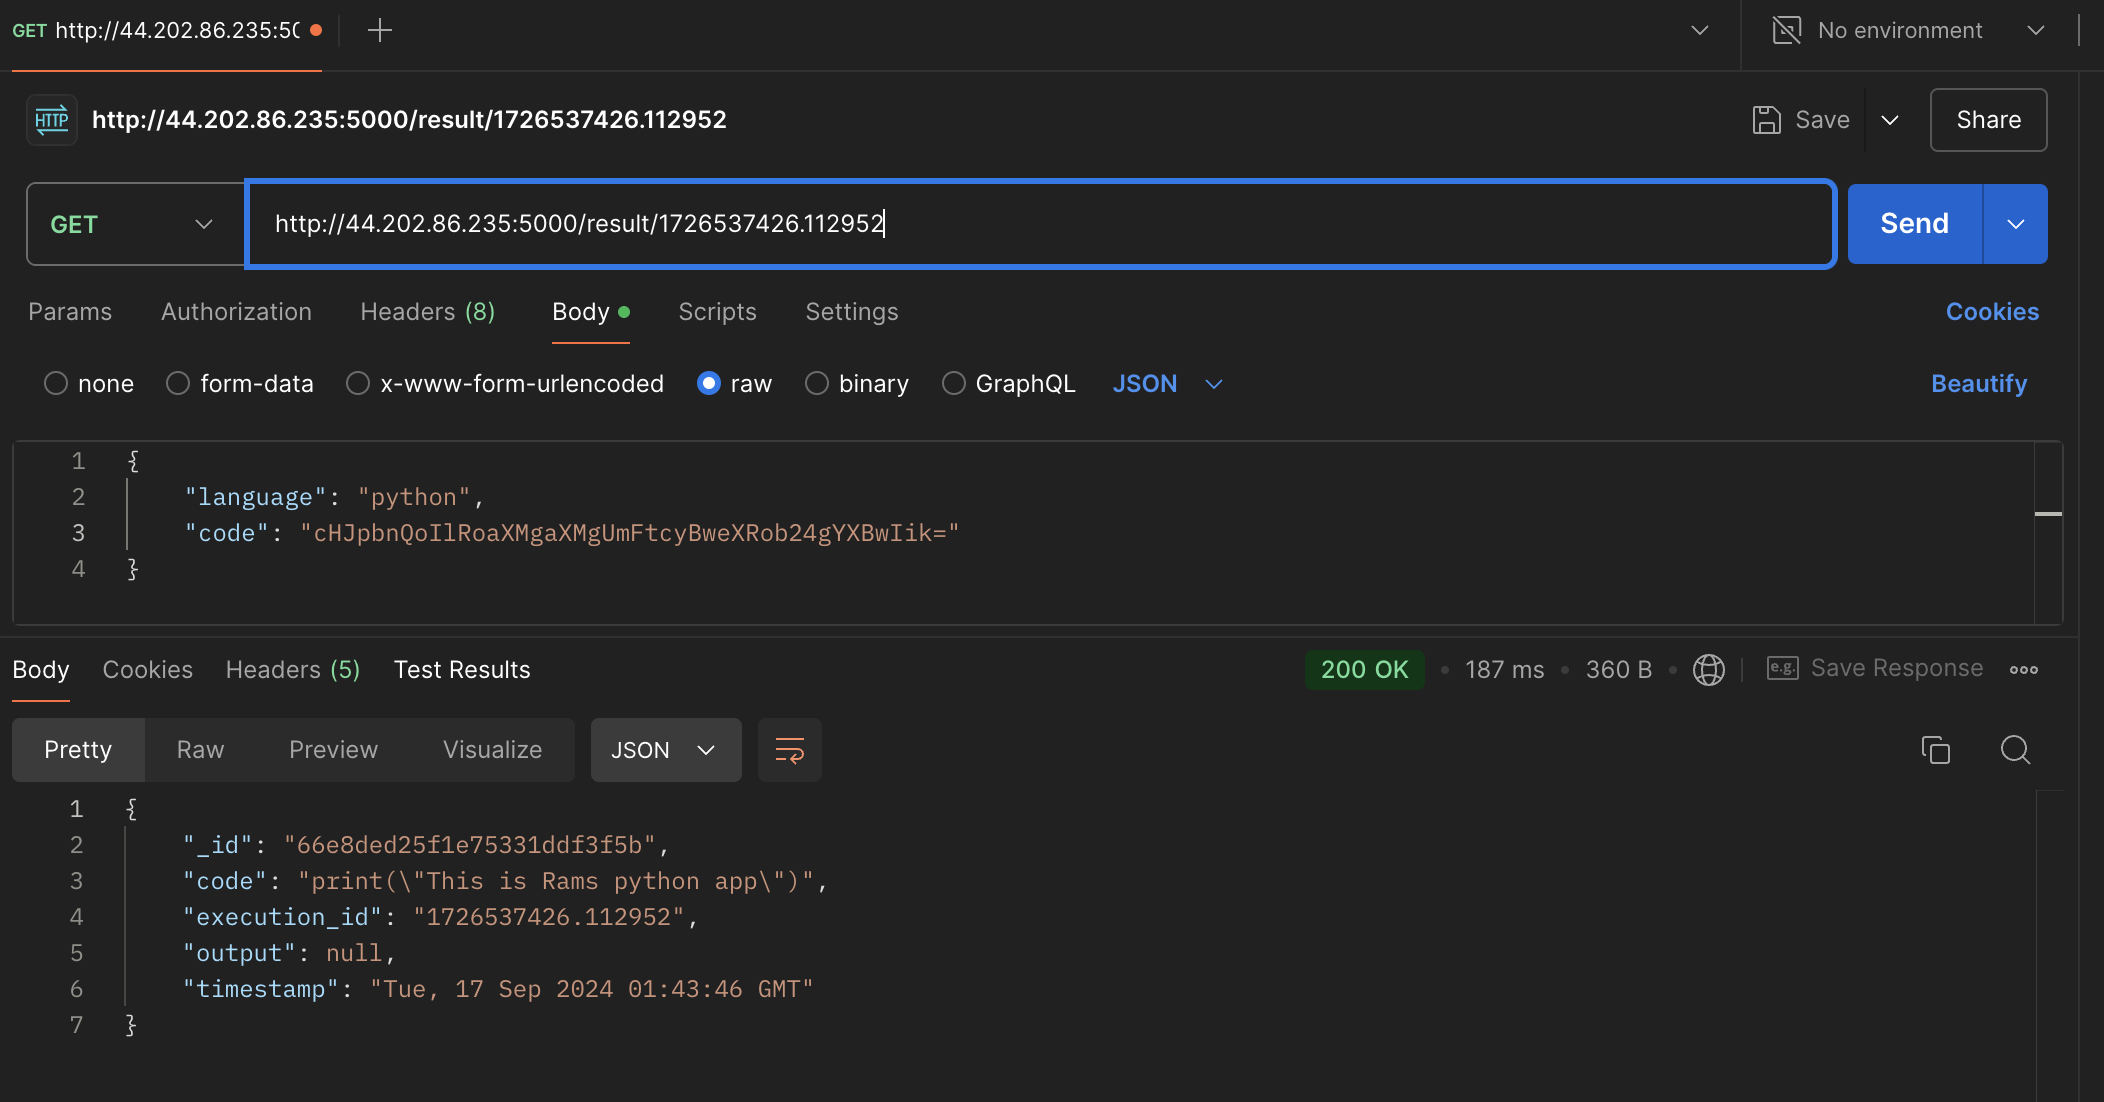 GET http://44.202.86.235:50
No environment
HTTP http://44.202.86.235:5000/result/1726537426.112952
Save
Share
GET
http://44.202.86.235:5000/result/1726537426.112952
Send
Params Authorization Headers (8) Body Scripts Settings Cookies
none form-data x-www-form-urlencoded raw binary GraphQL JSON Beautify
1 {
2 "language": "python",
3 "code": "cHJpbnQoIlRoaXMgaXMgUmFtcyBweXRob24gYXBwIik="
4 }
Body Cookies Headers (5) Test Results 200 OK 187 ms 360 B e.g. Save Response
Pretty Raw Preview Visualize JSON
1 {
2 "_id": "66e8ded25f1e75331ddf3f5b",
3 "code": "print(\"This is Rams python app\")",
4 "execution_id": "1726537426.112952",
5 "output": null,
6 "timestamp": "Tue, 17 Sep 2024 01:43:46 GMT"
7 }